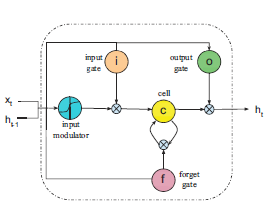 input
gate
i
output
gate
o
cell
c
x_t
h_t-1
input
modulator
h_t
f
forget
gate